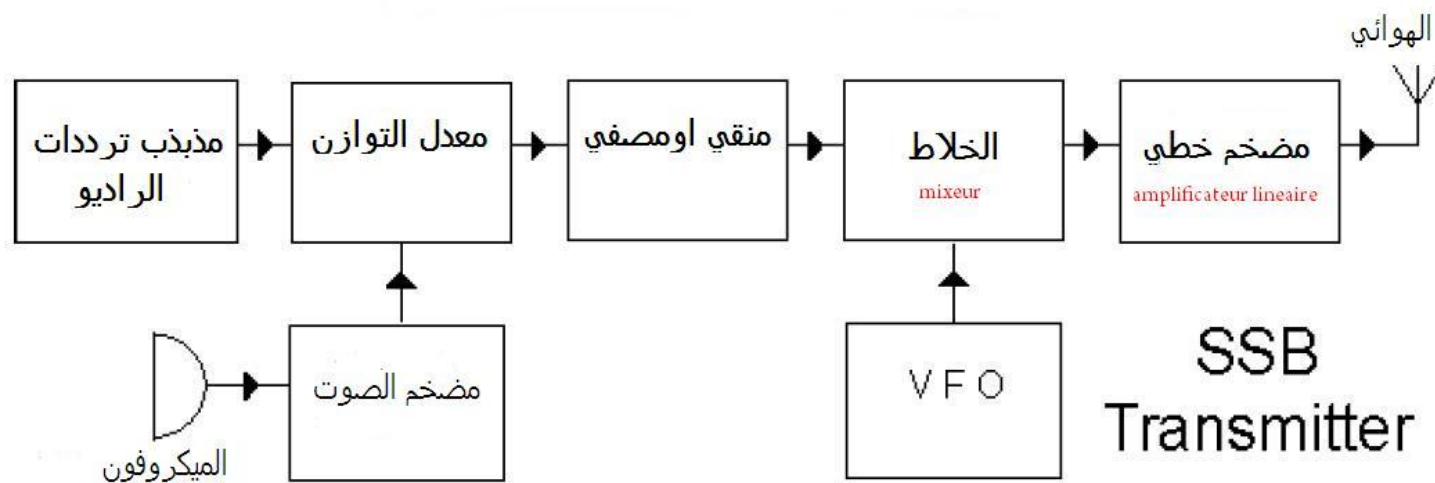 الهوائي
مذبذب ترددات
الراديو
معدل التوازن
منقي اومصفي
الخلاط
mixeur
مضخم خطي
amplificateur lineaire
الميكروفون
مضخم الصوت
V F O
SSB
Transmitter